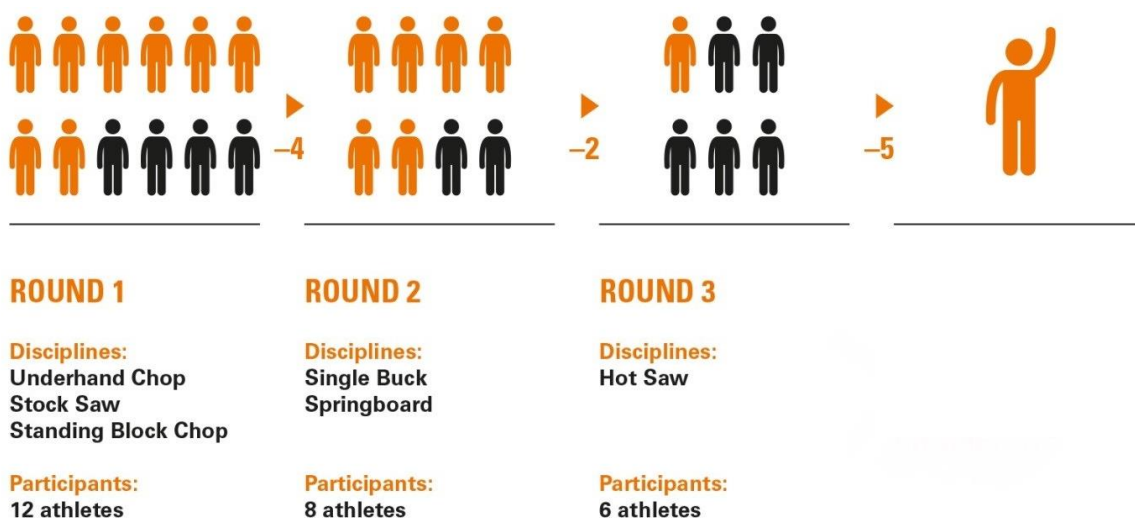 –4
–2
–5
ROUND 1
Disciplines:
Underhand Chop
Stock Saw
Standing Block Chop
Participants:
12 athletes
ROUND 2
Disciplines:
Single Buck
Springboard
Participants:
8 athletes
ROUND 3
Disciplines:
Hot Saw
Participants:
6 athletes